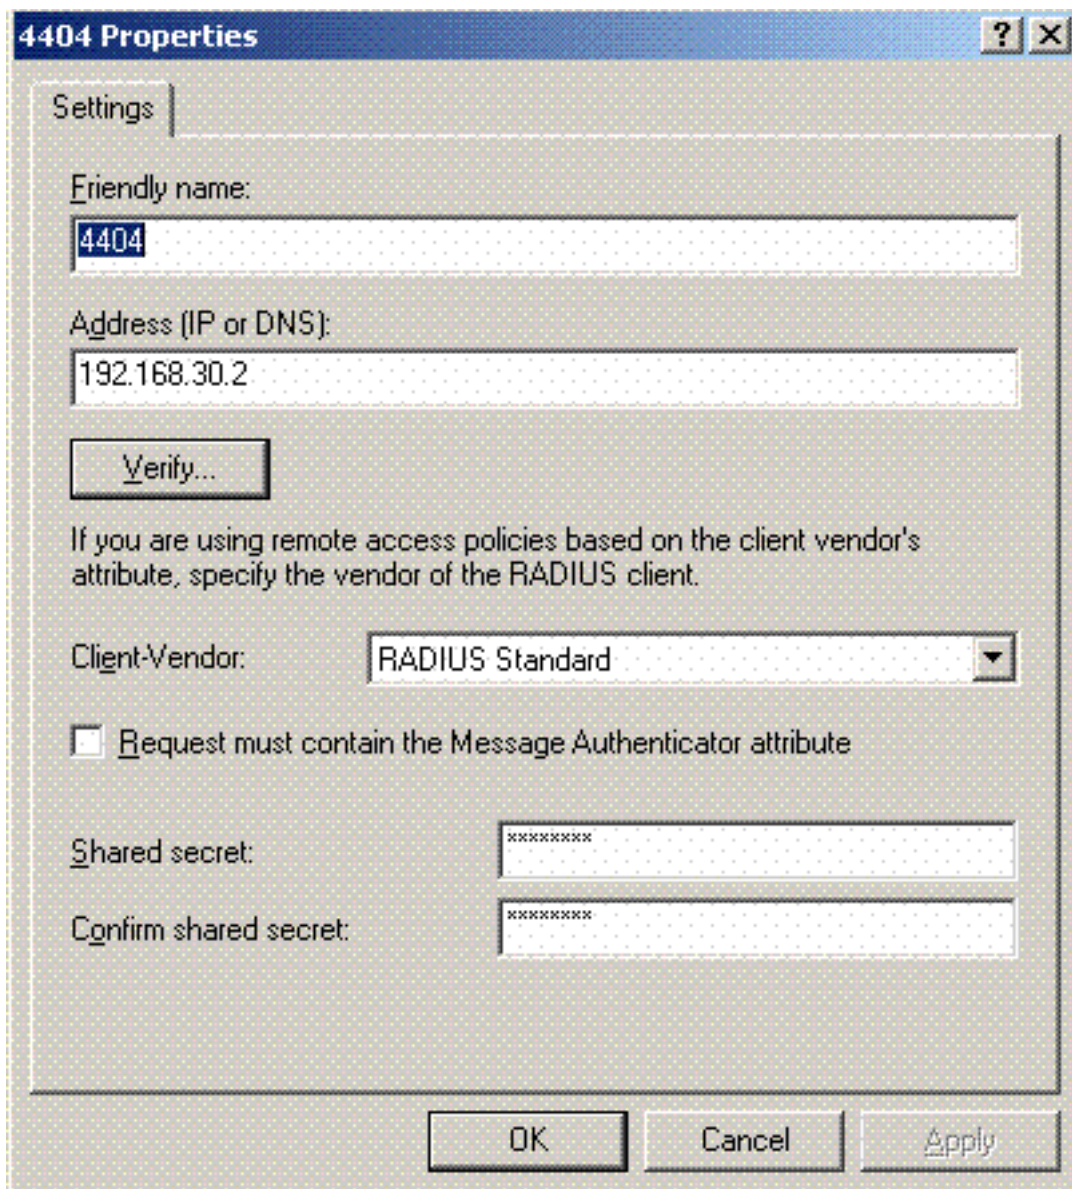 4404 Properties
Settings
Friendly name:
4404
Address (IP or DNS):
192.168.30.2
Verify...
If you are using remote access policies based on the client vendor's
attribute, specify the vendor of the RADIUS client.
Client-Vendor: RADIUS Standard
Request must contain the Message Authenticator attribute
Shared secret: ********
Confirm shared secret: ********
OK Cancel Apply